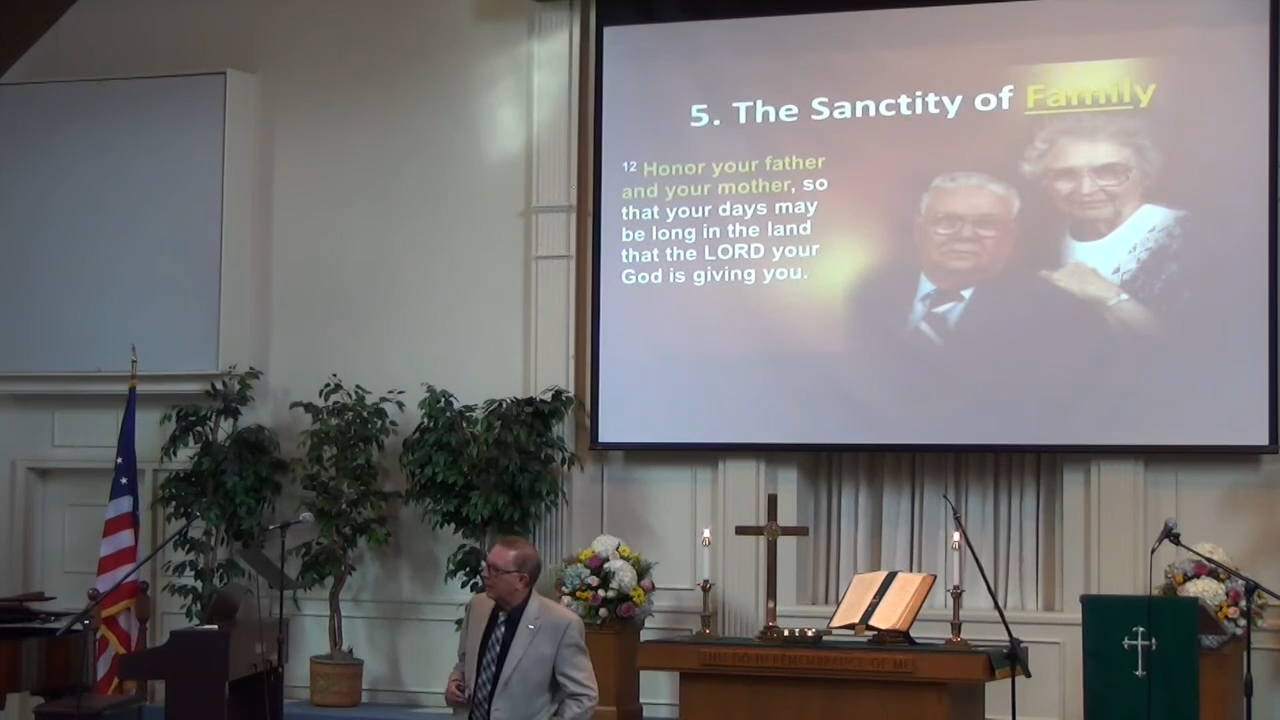 5. The Sanctity of Family
12 Honor your father
and your mother, so
that your days may
be long in the land
that the LORD your
God is giving you.
THIS DO IN REMEMBRANCE OF ME